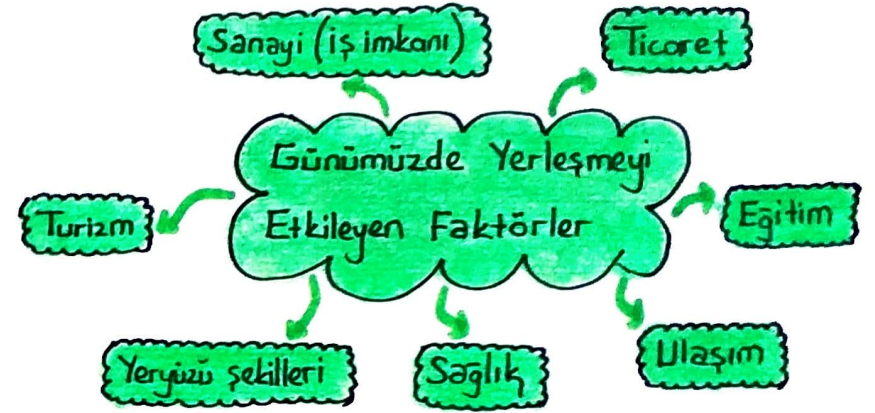 Sanayi (iş imkanı)
Ticaret
Günümüzde Yerleşmeyi
Etkileyen Faktörler
Turizm
Eğitim
Yeryüzü şekilleri
Sağlık
Ulaşım